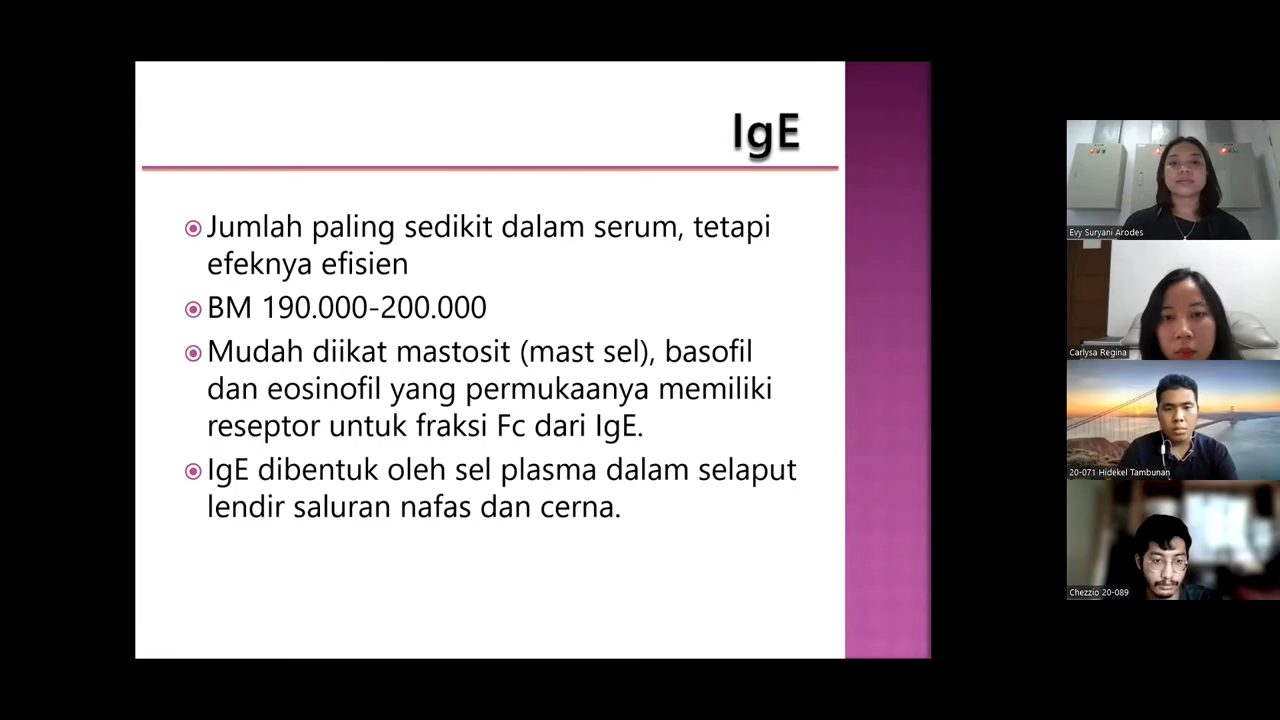 IgE
Jumlah paling sedikit dalam serum, tetapi
efeknya efisien
BM 190.000-200.000
Mudah diikat mastosit (mast sel), basofil
dan eosinofil yang permukaanya memiliki
reseptor untuk fraksi Fc dari IgE.
IgE dibentuk oleh sel plasma dalam selaput
lendir saluran nafas dan cerna.
Evy Suryani Arodes
Carlysa Regina
20-071 Hidekel Tambunan
Chezzio 20-089